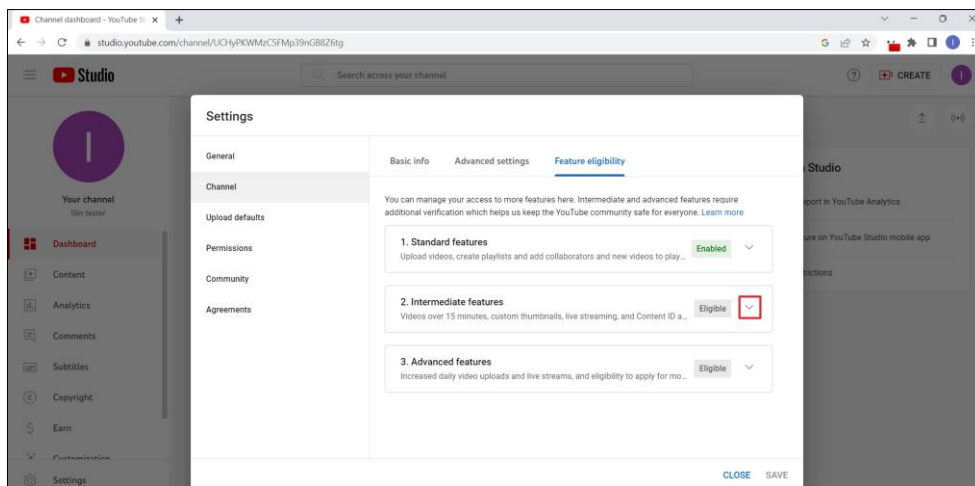 Channel dashboard - YouTube St
studio.youtube.com/channel/UCHyPKWMzC5FMp39nGB8Z6tg
Studio
Search across your channel
CREATE
I
I
Your channel
Settings
General
Channel
Upload defaults
Permissions
Community
Agreements
Basic info Advanced settings Feature eligibility
You can manage your access to more features here. Intermediate and advanced features require
additional verification which helps us keep the YouTube community safe for everyone. Learn more
1. Standard features
Upload videos, create playlists and add collaborators and new videos to play...
Enabled
2. Intermediate features
Videos over 15 minutes, custom thumbnails, live streaming, and Content ID a...
Eligible
3. Advanced features
Increased daily video uploads and live streams, and eligibility to apply for mo...
Eligible
CLOSE SAVE
Dashboard
Content
Analytics
Comments
Subtitles
Copyright
Earn
Customization
Settings
Studio
in YouTube Analytics
on YouTube Studio mobile app